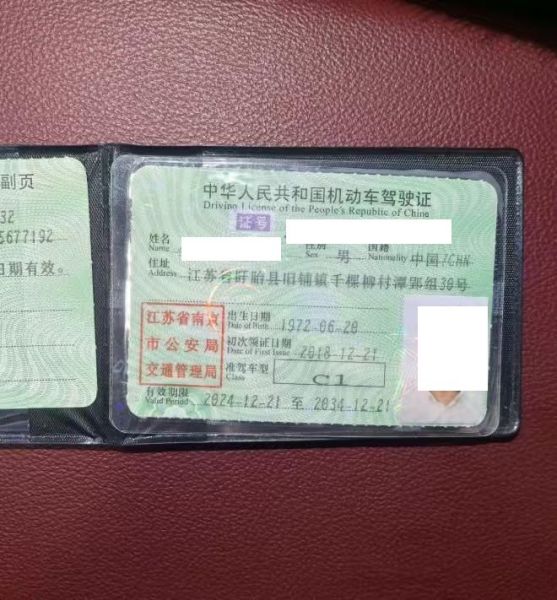 副页
32
5677192
日期有效。
中华人民共和国机动车驾驶证
Driving License of the People's Republic of China
证号
姓名
Name
性别 男 国籍 中国/CHN
Sex Nationality
住址 江苏省盱眙县旧铺镇千棵柳村潭郢组30号
Address
江苏省南京
市公安局
交通管理局
出生日期 1972-06-20
Date of Birth
初次领证日期 2018-12-21
Date of First Issue
准驾车型 C1
Class
有效期限 2024-12-21 至 2034-12-21
Valid Period